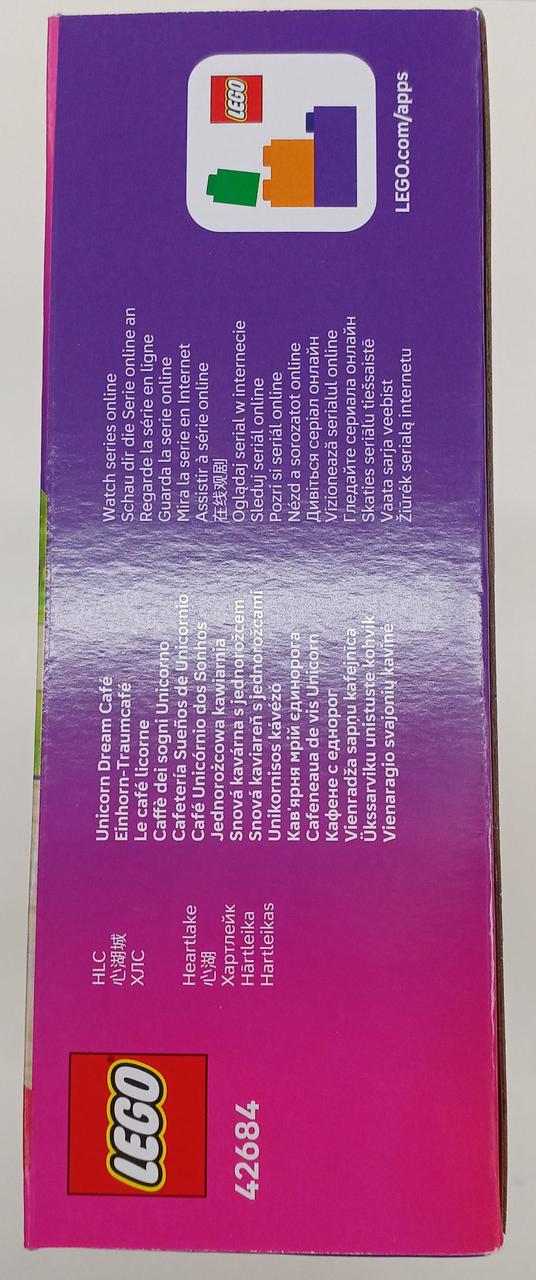 LEGO
42684
HLC
心湖城
ХЛС
Heartlake
心湖
Хартлейк
Hārtleika
Hartleikas
Unicorn Dream Café
Einhorn-Traumcafé
Le café licorne
Caffè dei sogni Unicorno
Cafetería Sueños de Unicornio
Café Unicórnio dos Sonhos
Jednorożcowa kawiarnia
Snová kavárna s jednorožcem
Snová kaviareň s jednorožcami
Unikornisos kávézó
Кав'ярня мрій єдинорога
Cafeneaua de vis Unicorn
Кафене с еднорог
Vienradža sapņu kafejnīca
Ükssarviku unistuste kohvik
Vienaragio svajonių kavinė
Watch series online
Schau dir die Serie online an
Regarde la série en ligne
Guarda la serie online
Mira la serie en Internet
Assistir a série online
在线观剧
Oglądaj serial w internecie
Sleduj seriál online
Pozri si seriál online
Nézd a sorozatot online
Дивіться серіал онлайн
Vizionează serialul online
Гледайте сериала онлайн
Skaties seriālu tiešsaistē
Vaata sarja veebist
Žiūrėk serialą internetu
LEGO
LEGO.com/apps